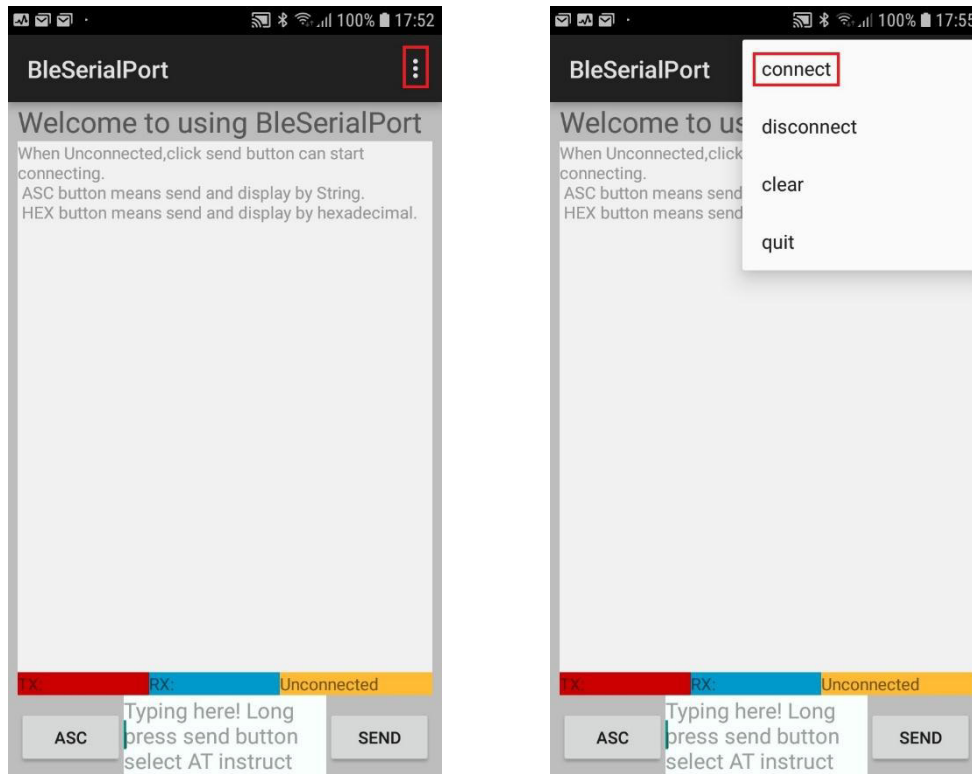 100% 17:52
BleSerialPort
Welcome to using BleSerialPort
When Unconnected,click send button can start
connecting.
ASC button means send and display by String.
HEX button means send and display by hexadecimal.
TX:
RX:
Unconnected
ASC
Typing here! Long
press send button
select AT instruct
SEND
100% 17:55
BleSerialPort
connect
disconnect
clear
quit
Welcome to us
When Unconnected,click
connecting.
ASC button means send
HEX button means send
TX:
RX:
Unconnected
ASC
Typing here! Long
press send button
select AT instruct
SEND